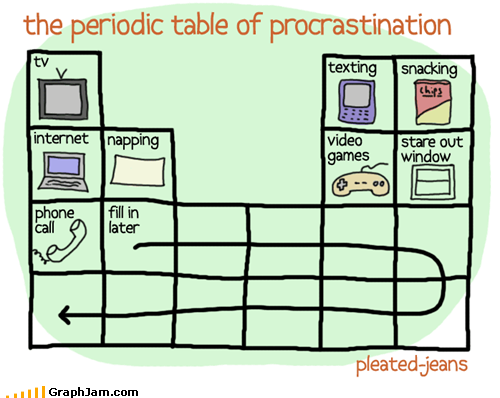 the periodic table of procrastination
tv
texting
snacking
chips
internet
napping
video
games
stare out
window
phone
call
fill in
later
pleated-jeans
GraphJam.com